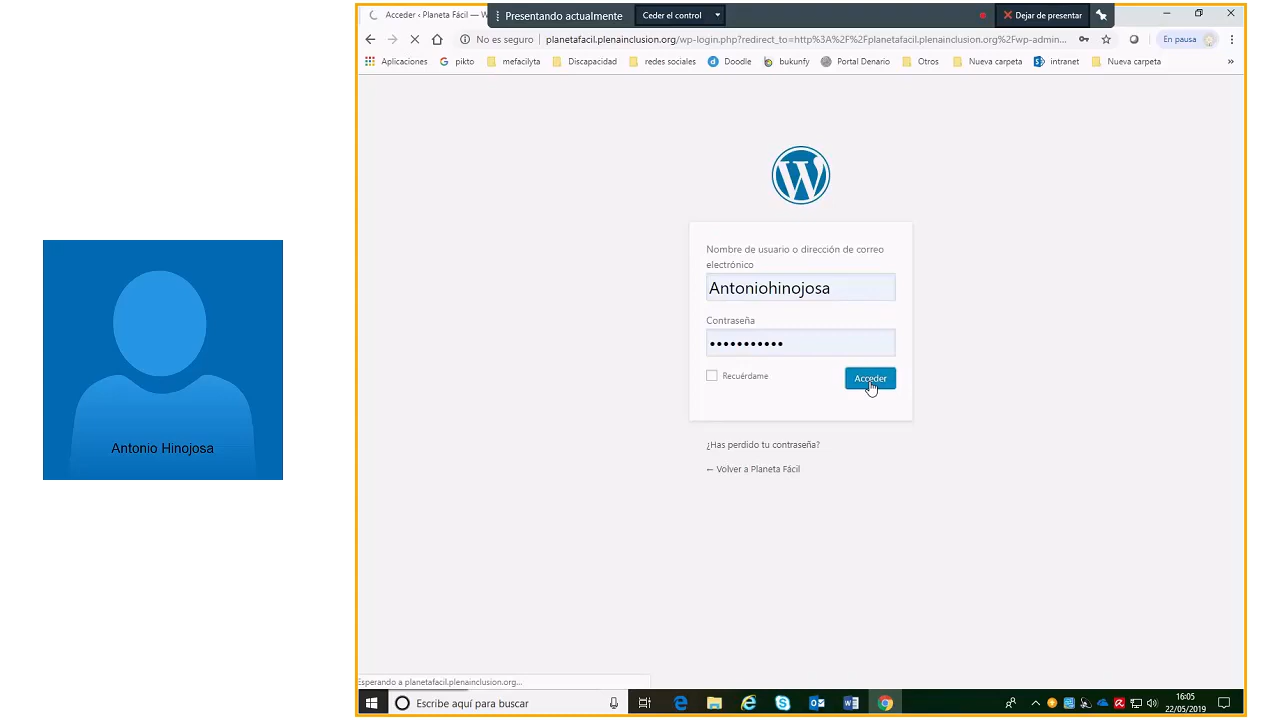 Acceder ‹ Planeta Fácil — W
Presentando actualmente
Ceder el control
Dejar de presentar
No es seguro
planetafacil.plenainclusion.org/wp-login.php?redirect_to=http%3A%2F%2Fplanetafacil.plenainclusion.org%2Fwp-admin...
En pausa
Aplicaciones
pikto
mefacilyta
Discapacidad
redes sociales
Doodle
bukunfy
Portal Denario
Otros
Nueva carpeta
intranet
Nueva carpeta
»
Nombre de usuario o dirección de correo
electrónico
Antoniohinojosa
Contraseña
•••••••••••
Recuérdame
Acceder
¿Has perdido tu contraseña?
← Volver a Planeta Fácil
Antonio Hinojosa
Esperando a planetafacil.plenainclusion.org...
Escribe aquí para buscar
16:05
22/05/2019